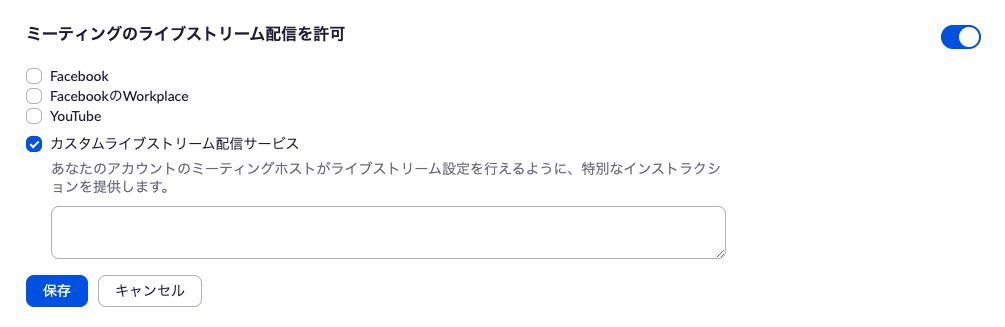 ミーティングのライブストリーム配信を許可
Facebook
FacebookのWorkplace
YouTube
カスタムライブストリーム配信サービス
あなたのアカウントのミーティングホストがライブストリーム設定を行えるように、特別なインストラクシ
ョンを提供します。
保存
キャンセル